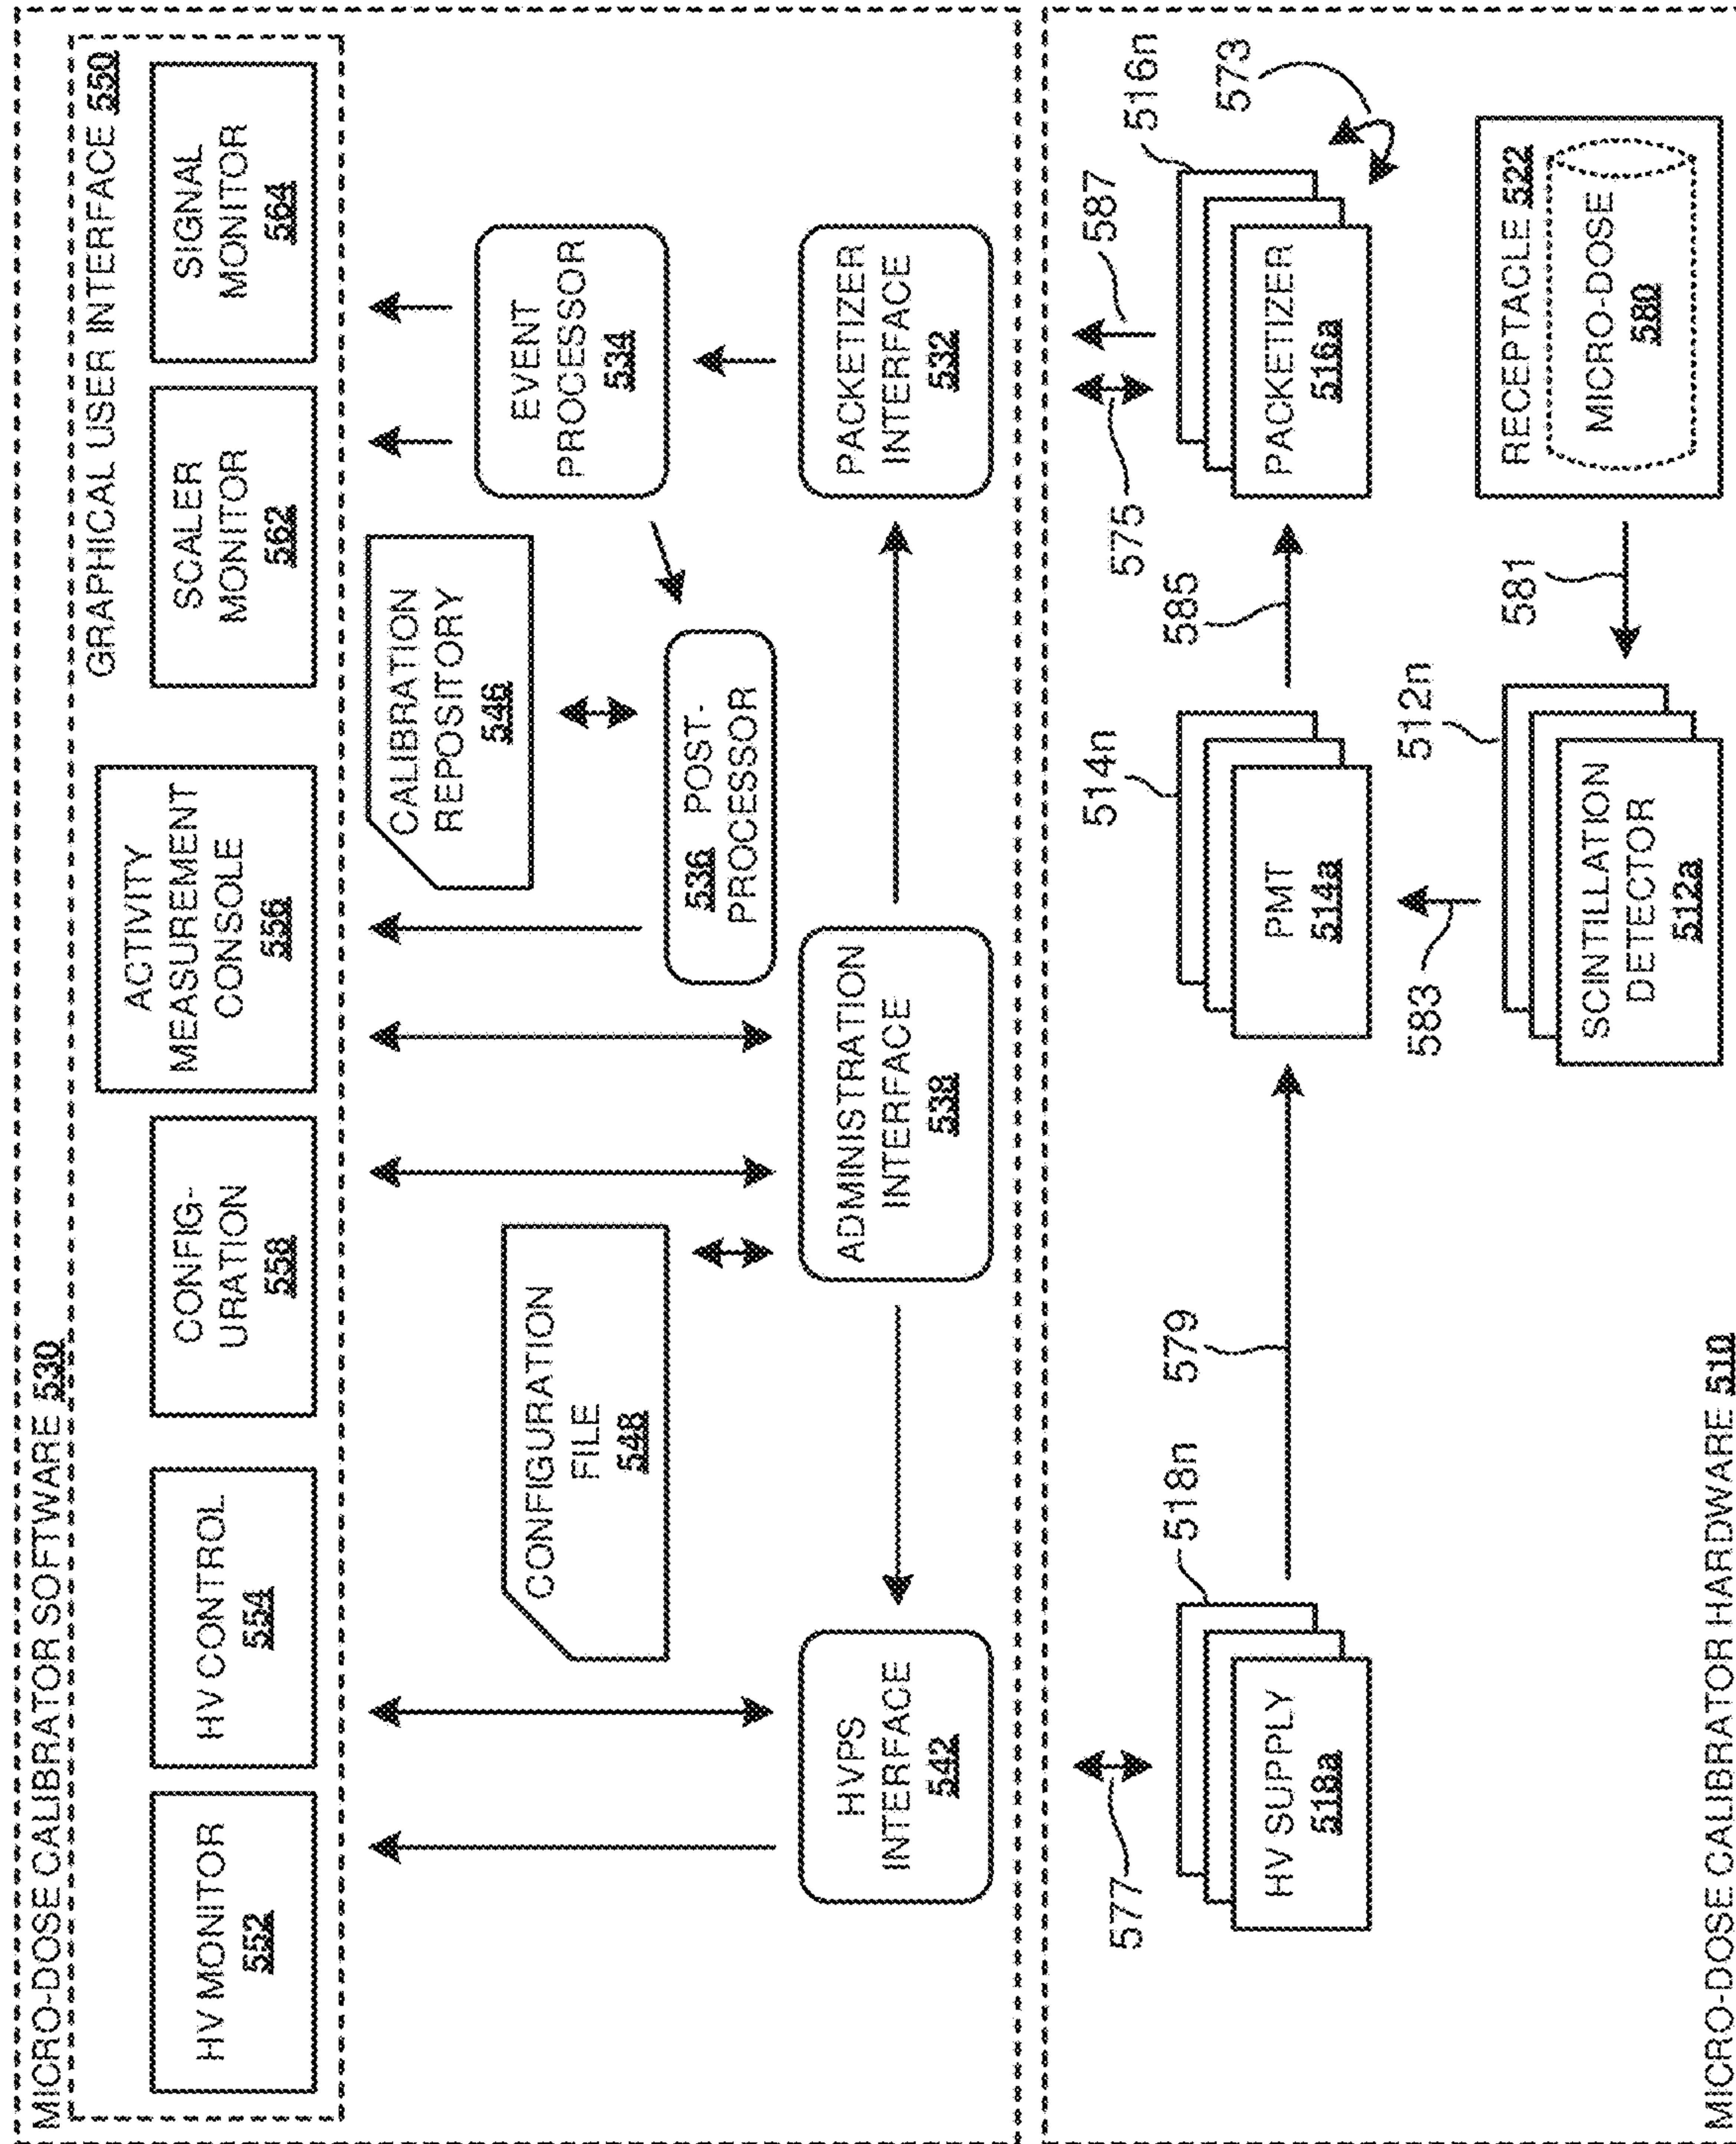 MICRO-DOSE CALIBRATOR SOFTWARE 530
GRAPHICAL USER INTERFACE 550
HV MONITOR
552
HV CONTROL
554
CONFIG-
URATION
558
ACTIVITY
MEASUREMENT
CONSOLE
556
SCALER
MONITOR
562
SIGNAL
MONITOR
564
CONFIGURATION
FILE
548
CALIBRATION
REPOSITORY
546
536 POST-
PROCESSOR
EVENT
PROCESSOR
534
HVPS
INTERFACE
542
ADMINISTRATION
INTERFACE
538
PACKETIZER
INTERFACE
532
577
518n
HV SUPPLY
518a
579
514n
PMT
514a
585
575
587
516n
573
PACKETIZER
516a
583
512n
SCINTILLATION
DETECTOR
512a
581
RECEPTACLE 522
MICRO-DOSE
580
MICRO-DOSE CALIBRATOR HARDWARE 510